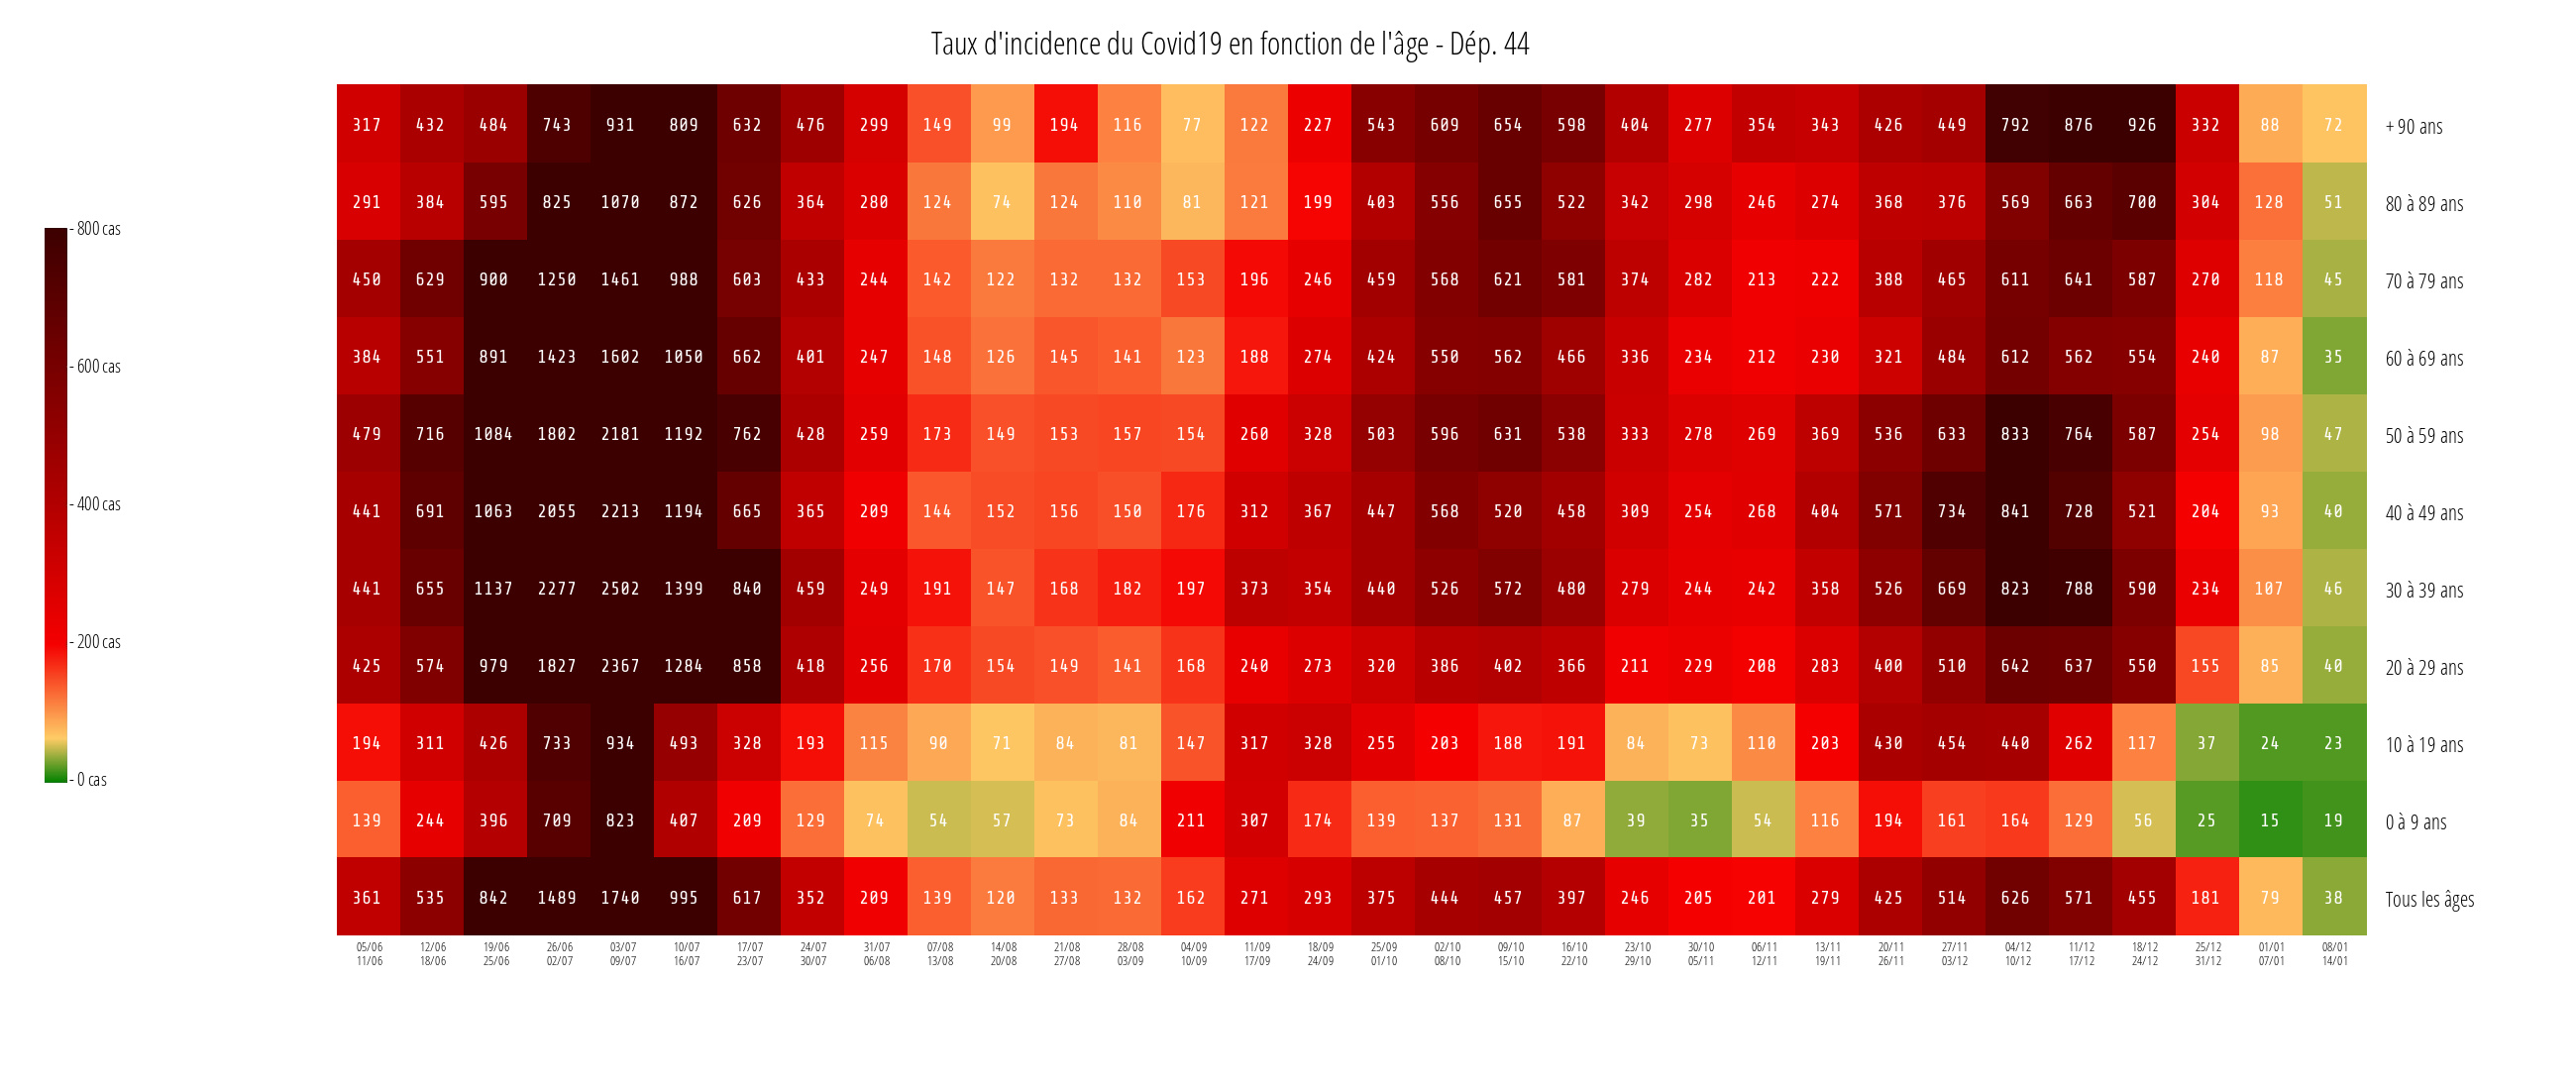 Taux d'incidence du Covid19 en fonction de l'âge - Dép. 44
- 800 cas
- 600 cas
- 400 cas
- 200 cas
- 0 cas
317 432 484 743 931 809 632 476 299 149 99 194 116 77 122 227 543 609 654 598 404 277 354 343 426 449 792 876 926 332 88 72 + 90 ans
291 384 595 825 1070 872 626 364 280 124 74 124 110 81 121 199 403 556 655 522 342 298 246 274 368 376 569 663 700 304 128 51 80 à 89 ans
450 629 900 1250 1461 988 603 433 244 142 122 132 132 153 196 246 459 568 621 581 374 282 213 222 388 465 611 641 587 270 118 45 70 à 79 ans
384 551 891 1423 1602 1050 662 401 247 148 126 145 141 123 188 274 424 550 562 466 336 234 212 230 321 484 612 562 554 240 87 35 60 à 69 ans
479 716 1084 1802 2181 1192 762 428 259 173 149 153 157 154 260 328 503 596 631 538 333 278 269 369 536 633 833 764 587 254 98 47 50 à 59 ans
441 691 1063 2055 2213 1194 665 365 209 144 152 156 150 176 312 367 447 568 520 458 309 254 268 404 571 734 841 728 521 204 93 40 40 à 49 ans
441 655 1137 2277 2502 1399 840 459 249 191 147 168 182 197 373 354 440 526 572 480 279 244 242 358 526 669 823 788 590 234 107 46 30 à 39 ans
425 574 979 1827 2367 1284 858 418 256 170 154 149 141 168 240 273 320 386 402 366 211 229 208 283 400 510 642 637 550 155 85 40 20 à 29 ans
194 311 426 733 934 493 328 193 115 90 71 84 81 147 317 328 255 203 188 191 84 73 110 203 430 454 440 262 117 37 24 23 10 à 19 ans
139 244 396 709 823 407 209 129 74 54 57 73 84 211 307 174 139 137 131 87 39 35 54 116 194 161 164 129 56 25 15 19 0 à 9 ans
361 535 842 1489 1740 995 617 352 209 139 120 133 132 162 271 293 375 444 457 397 246 205 201 279 425 514 626 571 455 181 79 38 Tous les âges
05/06 12/06 19/06 26/06 03/07 10/07 17/07 24/07 31/07 07/08 14/08 21/08 28/08 04/09 11/09 18/09 25/09 02/10 09/10 16/10 23/10 30/10 06/11 13/11 20/11 27/11 04/12 11/12 18/12 25/12 01/01 08/01
11/06 18/06 25/06 02/07 09/07 16/07 23/07 30/07 06/08 13/08 20/08 27/08 03/09 10/09 17/09 24/09 01/10 08/10 15/10 22/10 29/10 05/11 12/11 19/11 26/11 03/12 10/12 17/12 24/12 31/12 07/01 14/01